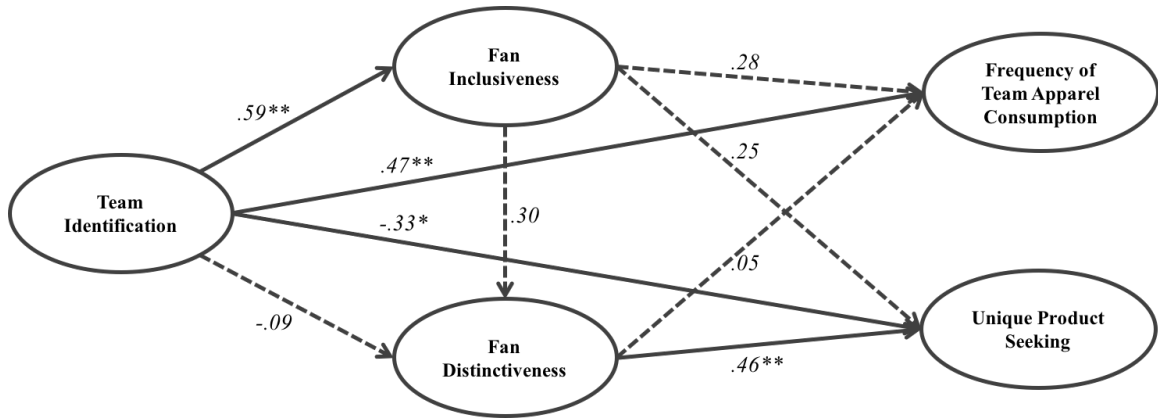 Fan
Inclusiveness
.28
Frequency of
Team Apparel
Consumption
.59**
.47**
.25
Team
Identification
-.33*
.30
.05
-.09
Fan
Distinctiveness
.46**
Unique Product
Seeking